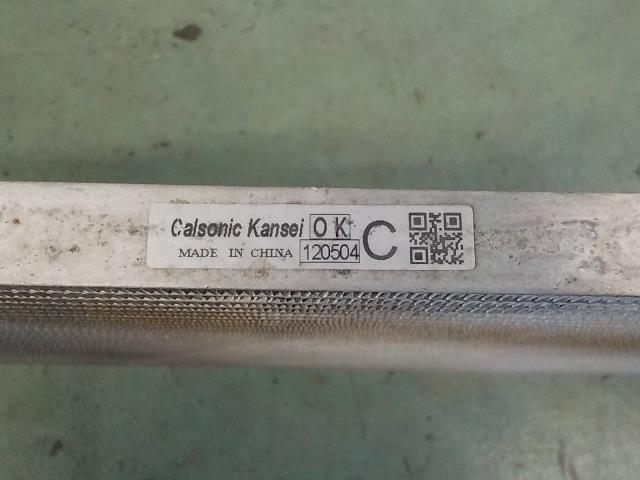 Calsonic Kansei OK C
MADE IN CHINA 120504